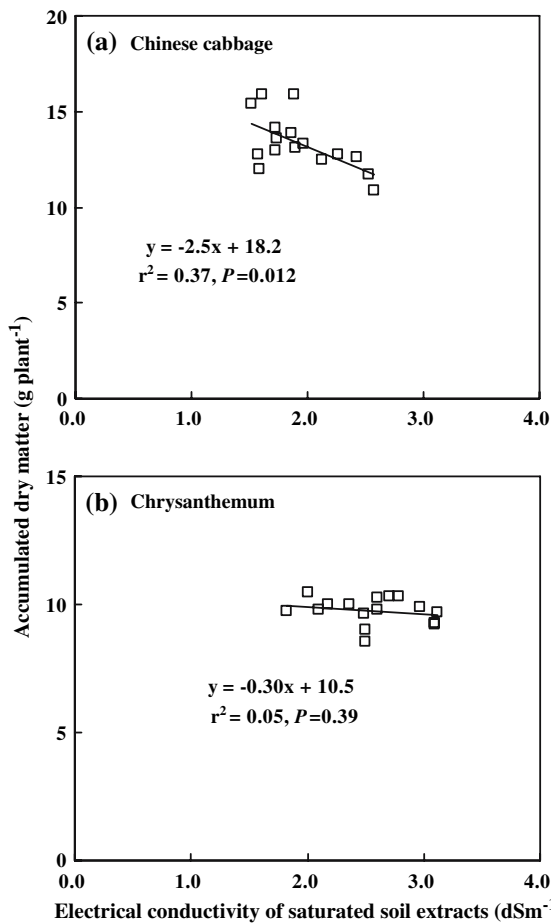 20
(a) Chinese cabbage
15
10
y = -2.5x + 18.2
r² = 0.37, P=0.012
5
0
0.0 1.0 2.0 3.0 4.0
Accumulated dry matter (g plant⁻¹)
15
(b) Chrysanthemum
10
y = -0.30x + 10.5
r² = 0.05, P=0.39
5
0
0.0 1.0 2.0 3.0 4.0
Electrical conductivity of saturated soil extracts (dSm⁻